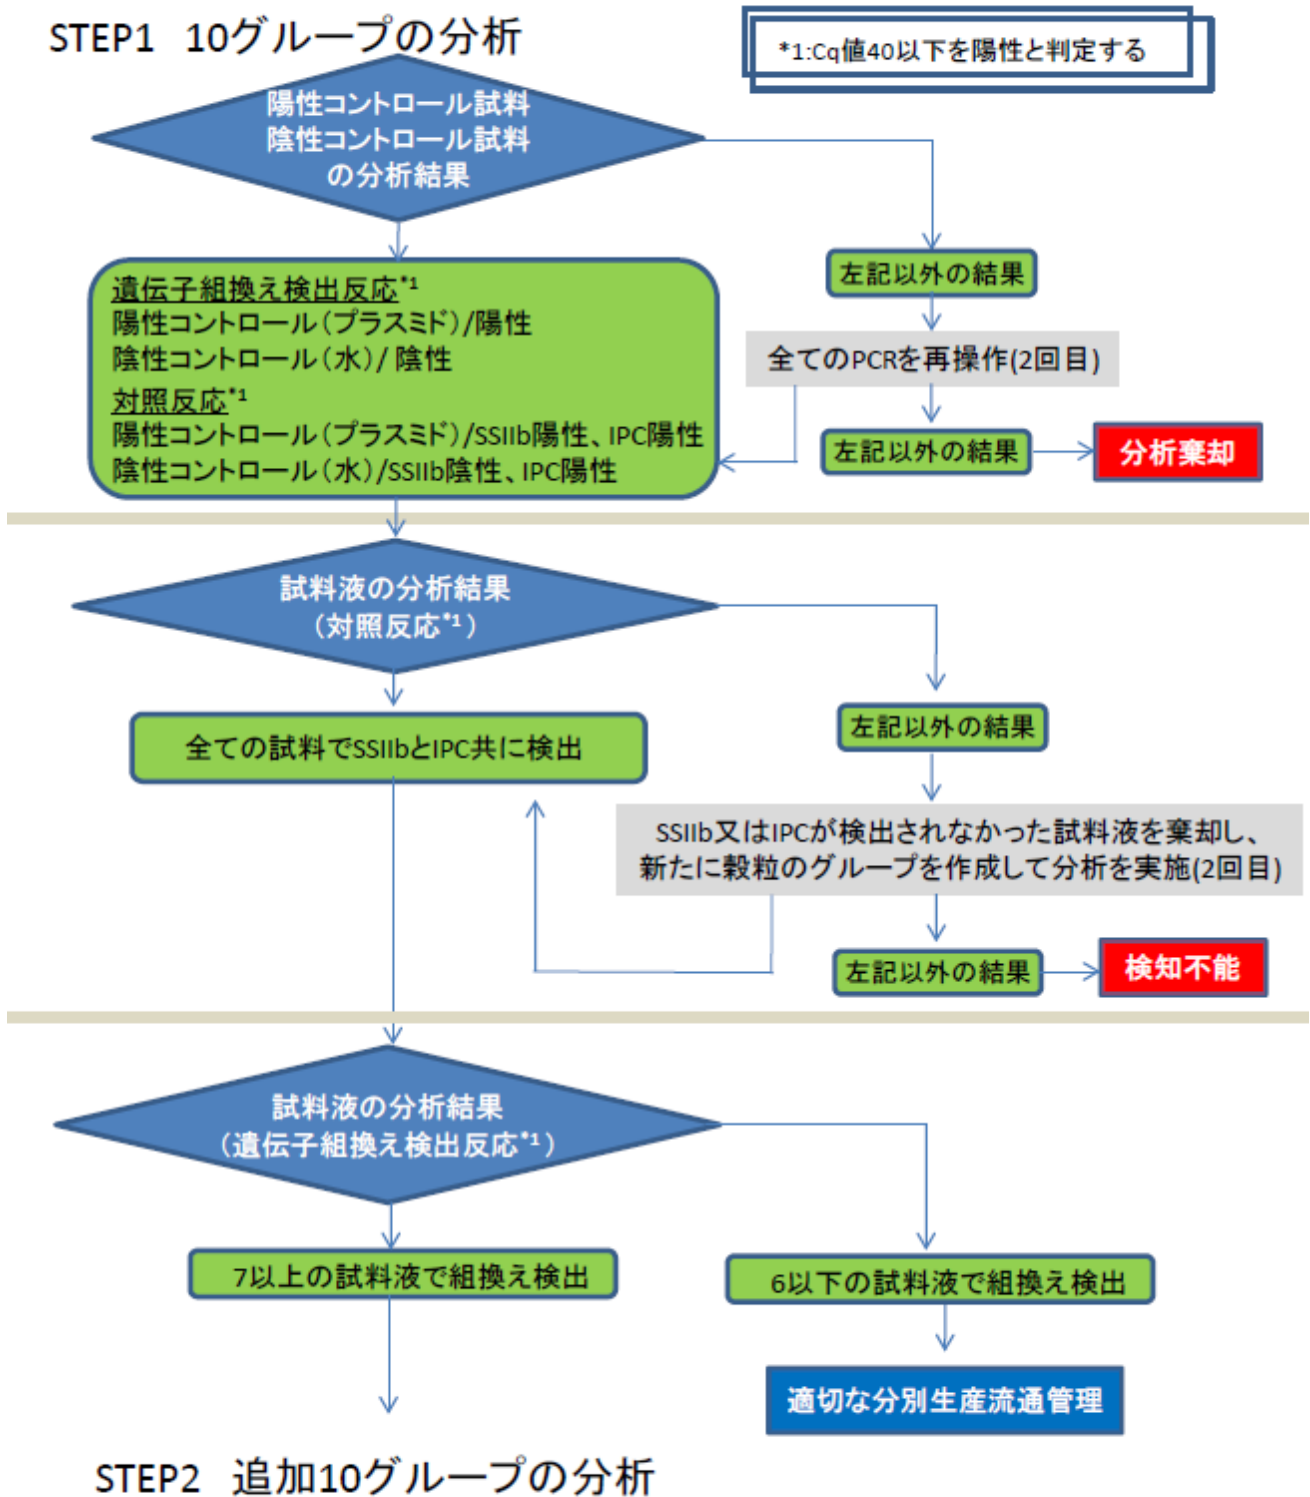 STEP1 10グループの分析
*1:Cq値40以下を陽性と判定する
陽性コントロール試料
陰性コントロール試料
の分析結果
左記以外の結果
遺伝子組換え検出反応*1
陽性コントロール(プラスミド)/陽性
陰性コントロール(水)/ 陰性
対照反応*1
陽性コントロール(プラスミド)/SSIIb陽性、IPC陽性
陰性コントロール(水)/SSIIb陰性、IPC陽性
全てのPCRを再操作(2回目)
左記以外の結果
分析棄却
試料液の分析結果
(対照反応*1)
全ての試料でSSIIbとIPC共に検出
左記以外の結果
SSIIb又はIPCが検出されなかった試料液を棄却し、
新たに穀粒のグループを作成して分析を実施(2回目)
左記以外の結果
検知不能
試料液の分析結果
(遺伝子組換え検出反応*1)
7以上の試料液で組換え検出
6以下の試料液で組換え検出
適切な分別生産流通管理
STEP2 追加10グループの分析